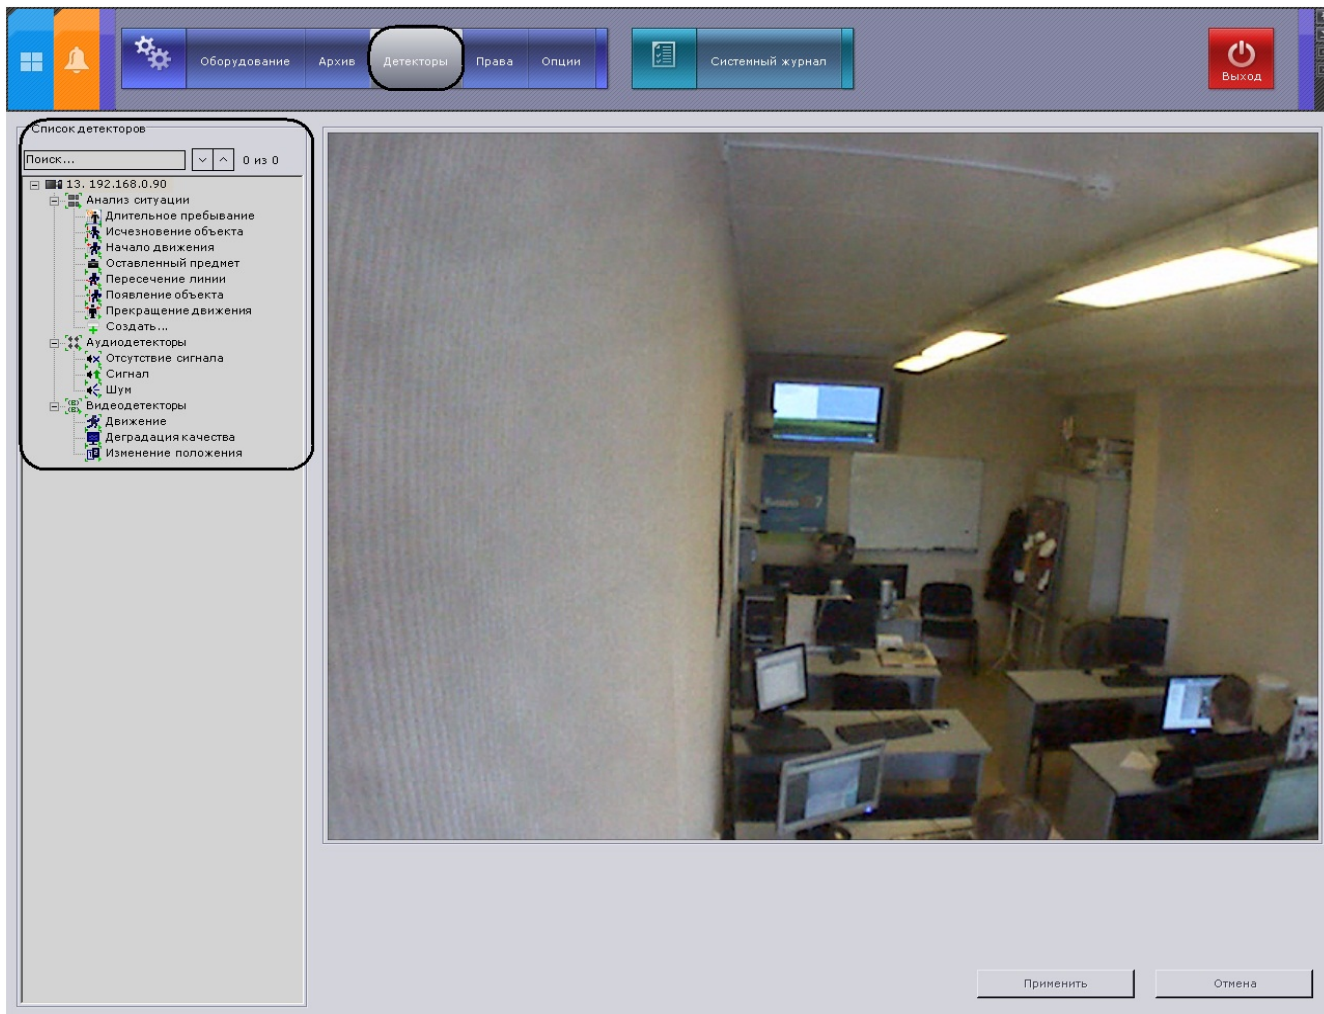 Оборудование
Архив
Детекторы
Права
Опции
Системный журнал
Выход
Список детекторов
Поиск...
0 из 0
13. 192.168.0.90
Анализ ситуации
Длительное пребывание
Исчезновение объекта
Начало движения
Оставленный предмет
Пересечение линии
Появление объекта
Прекращение движения
Создать...
Аудиодетекторы
Отсутствие сигнала
Сигнал
Шум
Видеодетекторы
Движение
Деградация качества
Изменение положения
Применить
Отмена